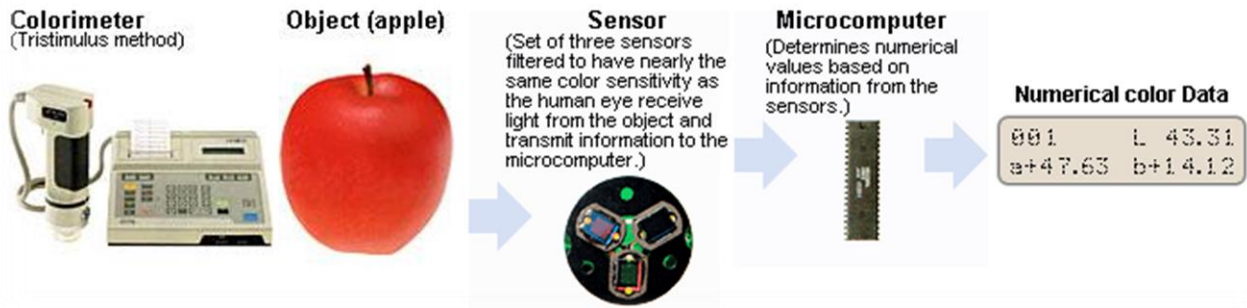 Colorimeter
(Tristimulus method)
Object (apple)
Sensor
(Set of three sensors
filtered to have nearly the
same color sensitivity as
the human eye receive
light from the object and
transmit information to the
microcomputer.)
Microcomputer
(Determines numerical
values based on
information from the
sensors.)
Numerical color Data
001 L 43.31
a+47.63 b+14.12